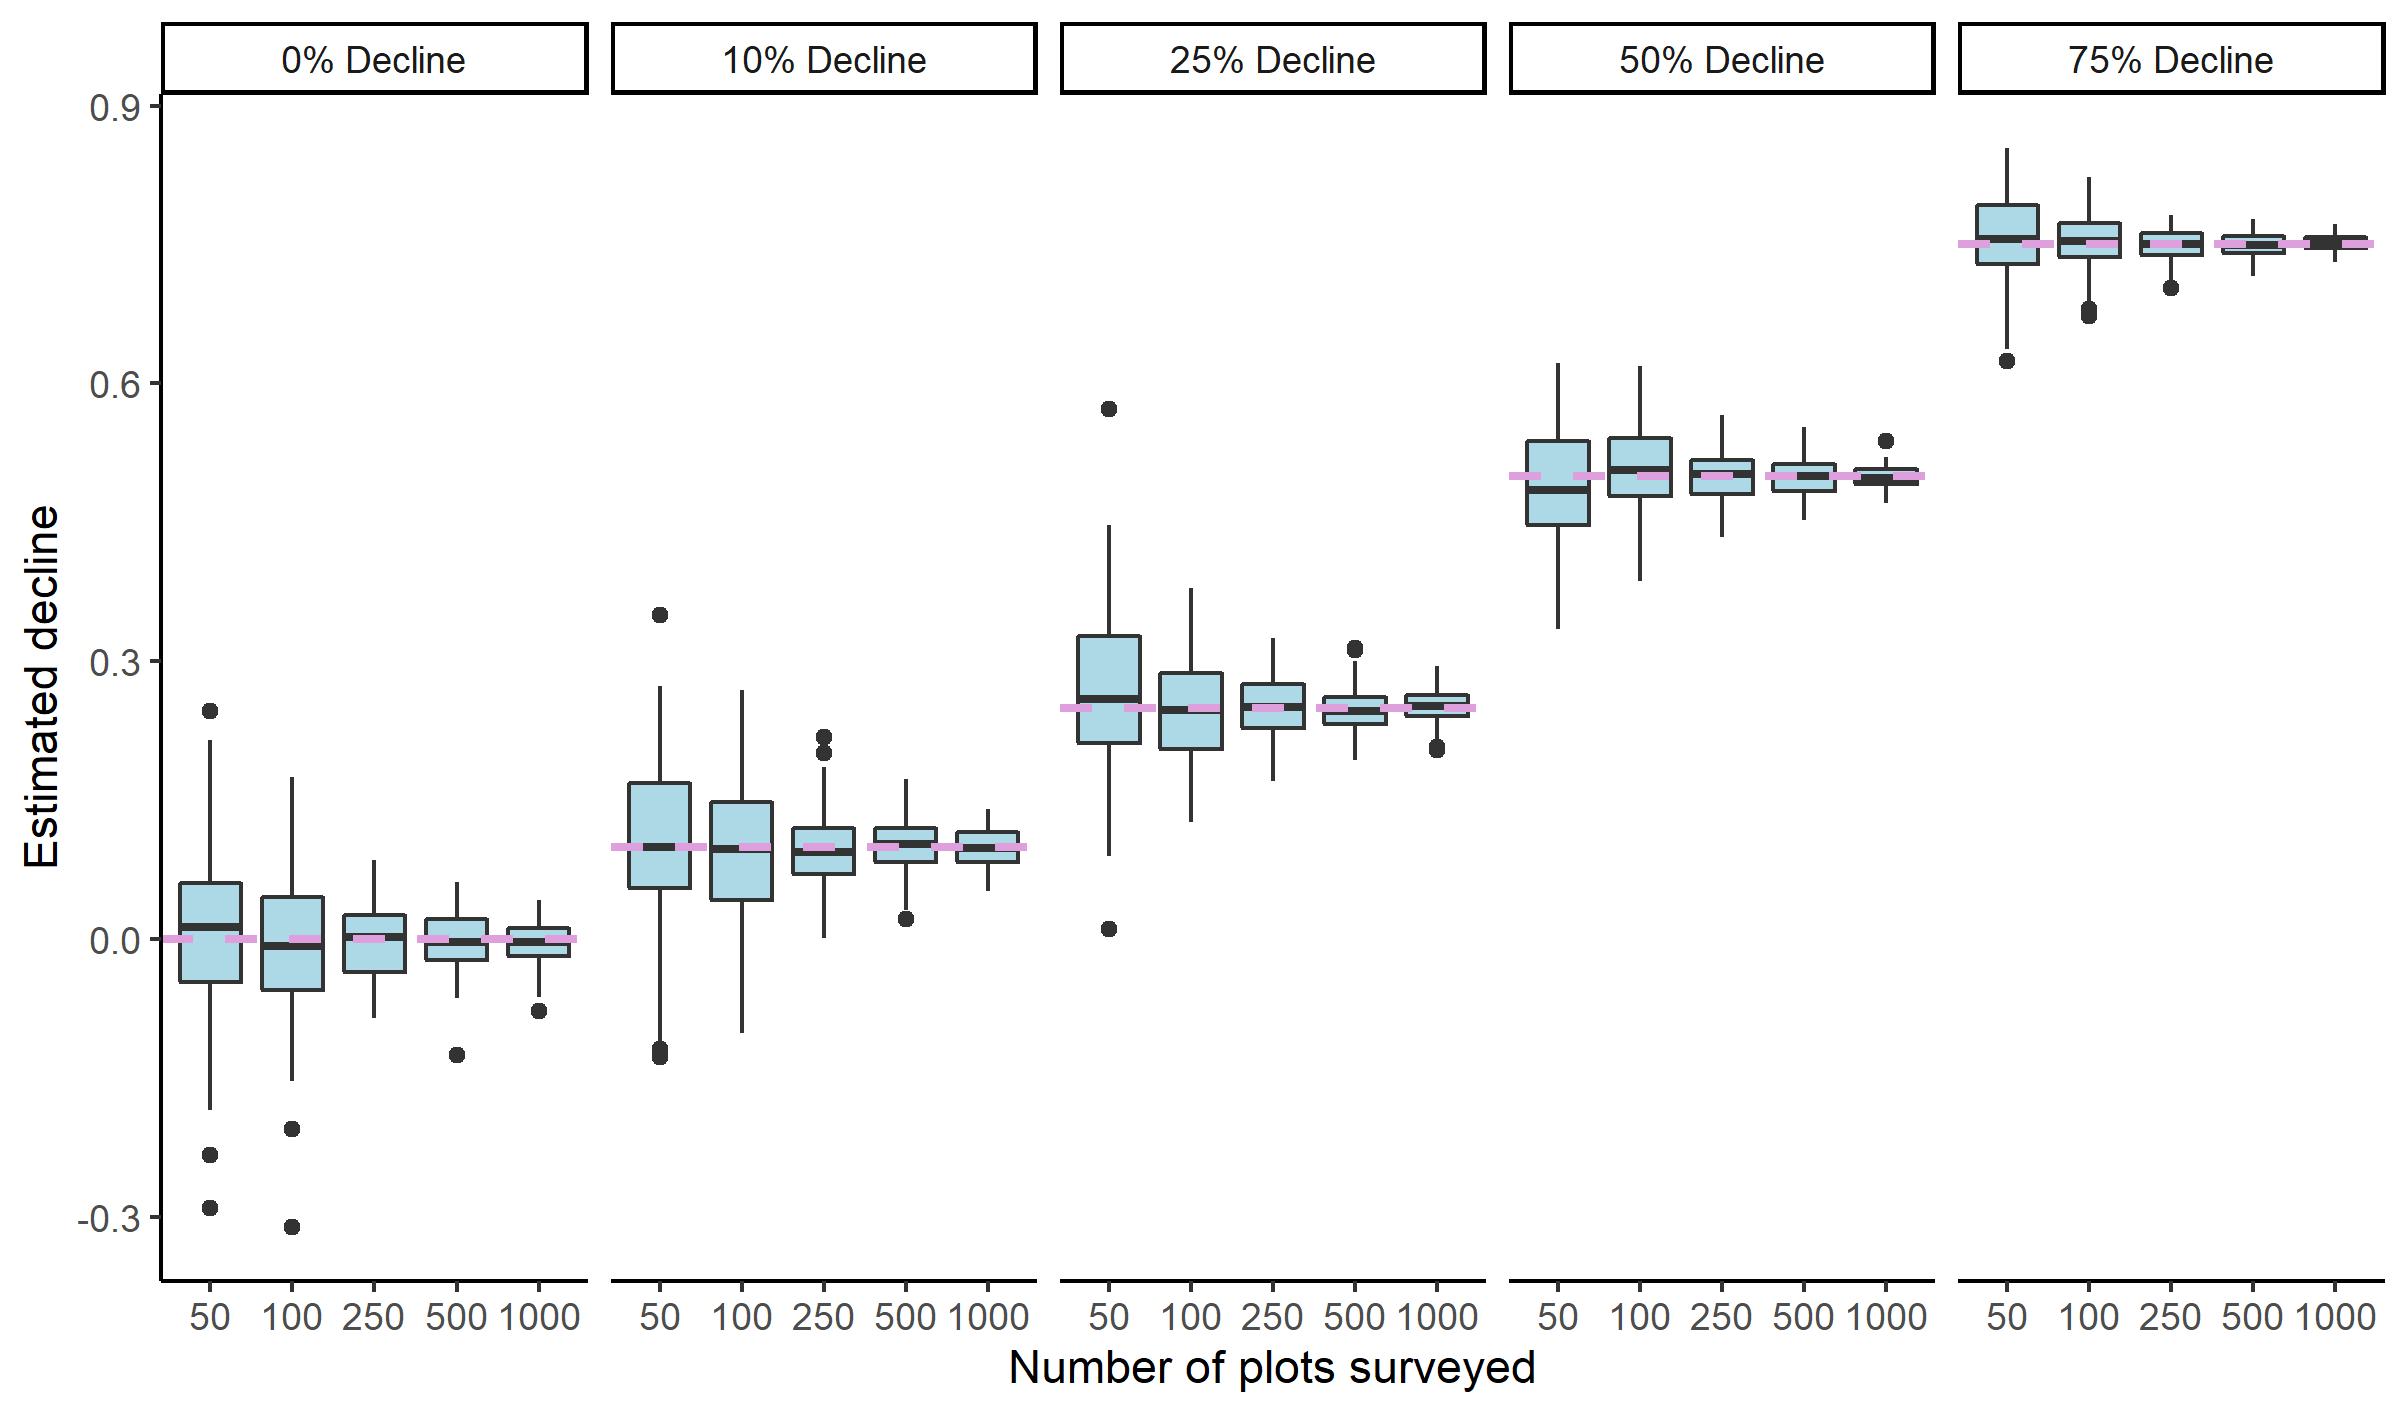 0% Decline 10% Decline 25% Decline 50% Decline 75% Decline
0.9
0.6
0.3
0.0
-0.3
Estimated decline
50 100 250 500 1000 50 100 250 500 1000 50 100 250 500 1000 50 100 250 500 1000 50 100 250 500 1000
Number of plots surveyed